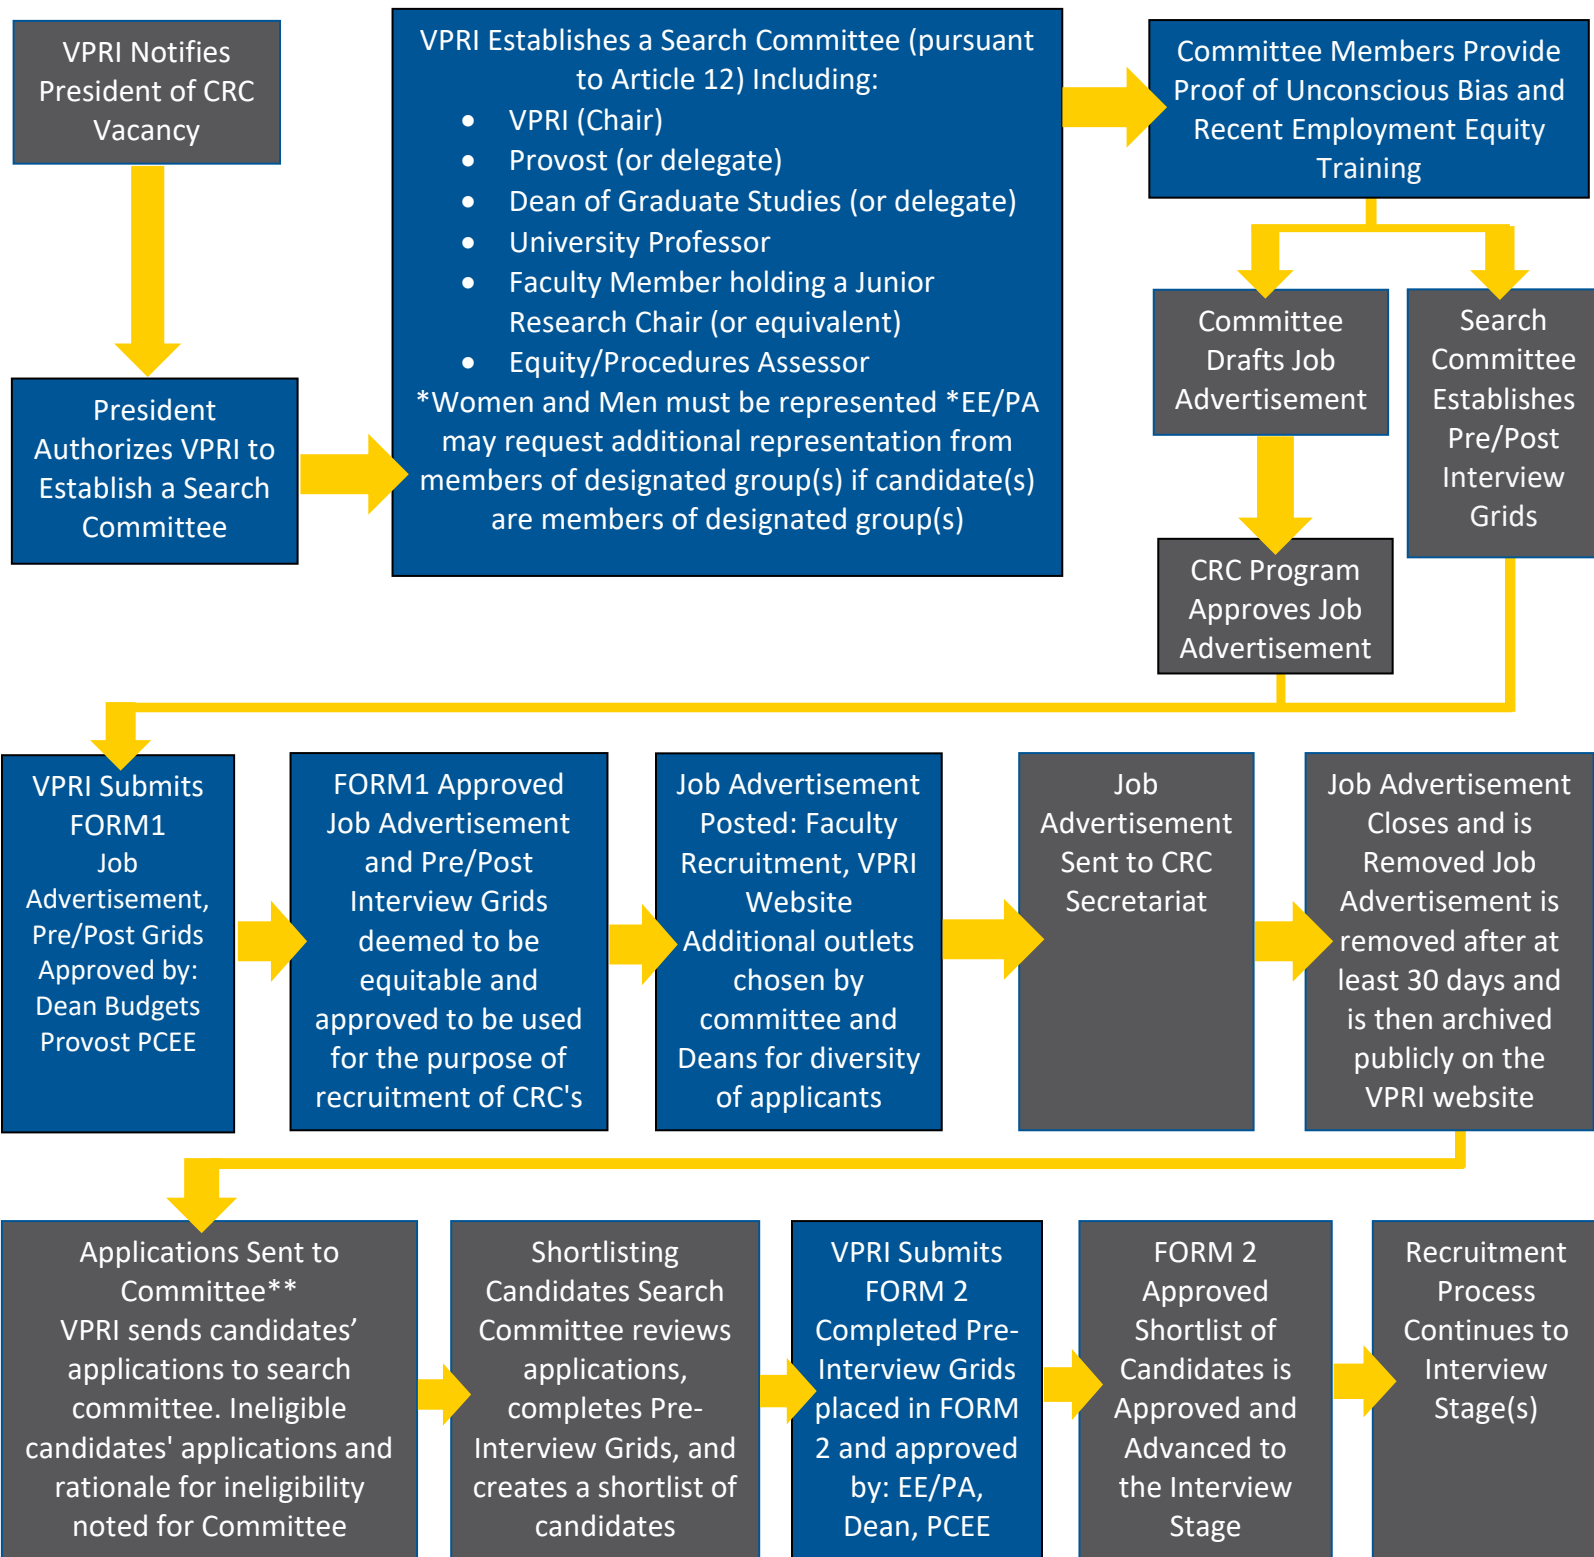 VPRI Notifies
President of CRC
Vacancy
President
Authorizes VPRI to
Establish a Search
Committee
VPRI Establishes a Search Committee (pursuant
to Article 12) Including:
• VPRI (Chair)
• Provost (or delegate)
• Dean of Graduate Studies (or delegate)
• University Professor
• Faculty Member holding a Junior
Research Chair (or equivalent)
• Equity/Procedures Assessor
*Women and Men must be represented *EE/PA
may request additional representation from
members of designated group(s) if candidate(s)
are members of designated group(s)
Committee Members Provide
Proof of Unconscious Bias and
Recent Employment Equity
Training
Committee
Drafts Job
Advertisement
Search
Committee
Establishes
Pre/Post
Interview
Grids
CRC Program
Approves Job
Advertisement
VPRI Submits
FORM1
Job
Advertisement,
Pre/Post Grids
Approved by:
Dean Budgets
Provost PCEE
FORM1 Approved
Job Advertisement
and Pre/Post
Interview Grids
deemed to be
equitable and
approved to be used
for the purpose of
recruitment of CRC's
Job Advertisement
Posted: Faculty
Recruitment, VPRI
Website
Additional outlets
chosen by
committee and
Deans for diversity
of applicants
Job
Advertisement
Sent to CRC
Secretariat
Job Advertisement
Closes and is
Removed Job
Advertisement is
removed after at
least 30 days and
is then archived
publicly on the
VPRI website
Applications Sent to
Committee**
VPRI sends candidates’
applications to search
committee. Ineligible
candidates' applications and
rationale for ineligibility
noted for Committee
Shortlisting
Candidates Search
Committee reviews
applications,
completes Pre-
Interview Grids, and
creates a shortlist of
candidates
VPRI Submits
FORM 2
Completed Pre-
Interview Grids
placed in FORM
2 and approved
by: EE/PA,
Dean, PCEE
FORM 2
Approved
Shortlist of
Candidates is
Approved and
Advanced to
the Interview
Stage
Recruitment
Process
Continues to
Interview
Stage(s)